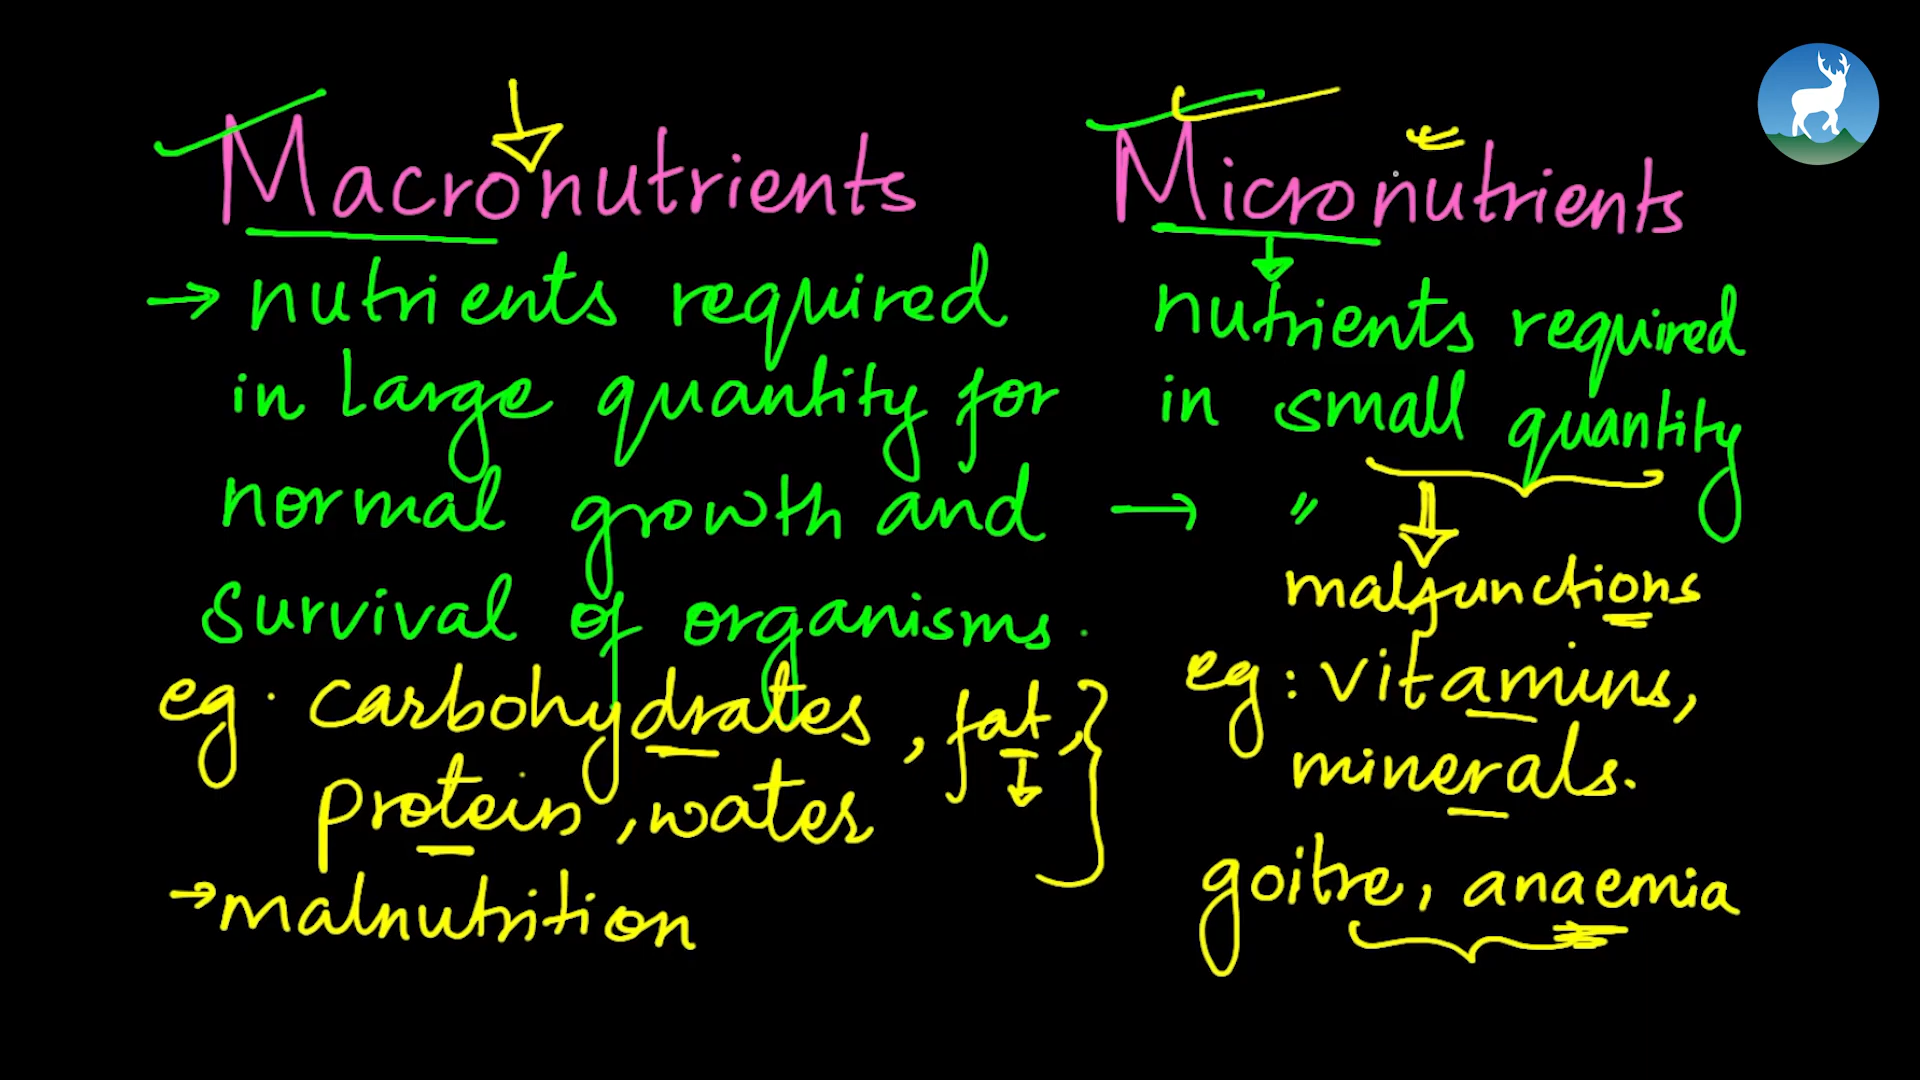 Macronutrients
→ nutrients required
in large quantity for
normal growth and
survival of organisms.
eg. carbohydrates, fat,
protein, water
→ malnutrition
Micronutrients
nutrients required
in small quantity
→ "
malfunctions
eg: vitamins,
minerals.
goitre, anaemia